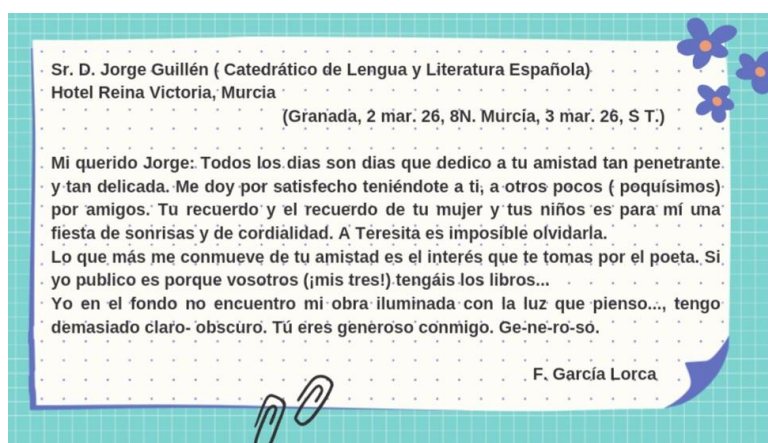 Sr. D. Jorge Guillén ( Catedrático de Lengua y Literatura Española)
Hotel Reina Victoria, Murcia
(Granada, 2 mar. 26, 8N. Murcia, 3 mar. 26, S T.)
Mi querido Jorge: Todos los dias son dias que dedico a tu amistad tan penetrante
y tan delicada. Me doy por satisfecho teniéndote a ti, a otros pocos ( poquísimos)
por amigos. Tu recuerdo y el recuerdo de tu mujer y tus niños es para mí una
fiesta de sonrisas y de cordialidad. A Teresita es imposible olvidarla.
Lo que más me conmueve de tu amistad es el interés que te tomas por el poeta. Si
yo publico es porque vosotros (¡mis tres!) tengáis los libros...
Yo en el fondo no encuentro mi obra iluminada con la luz que pienso..., tengo
demasiado claro- obscuro. Tú eres generoso conmigo. Ge-ne-ro-so.
F. García Lorca